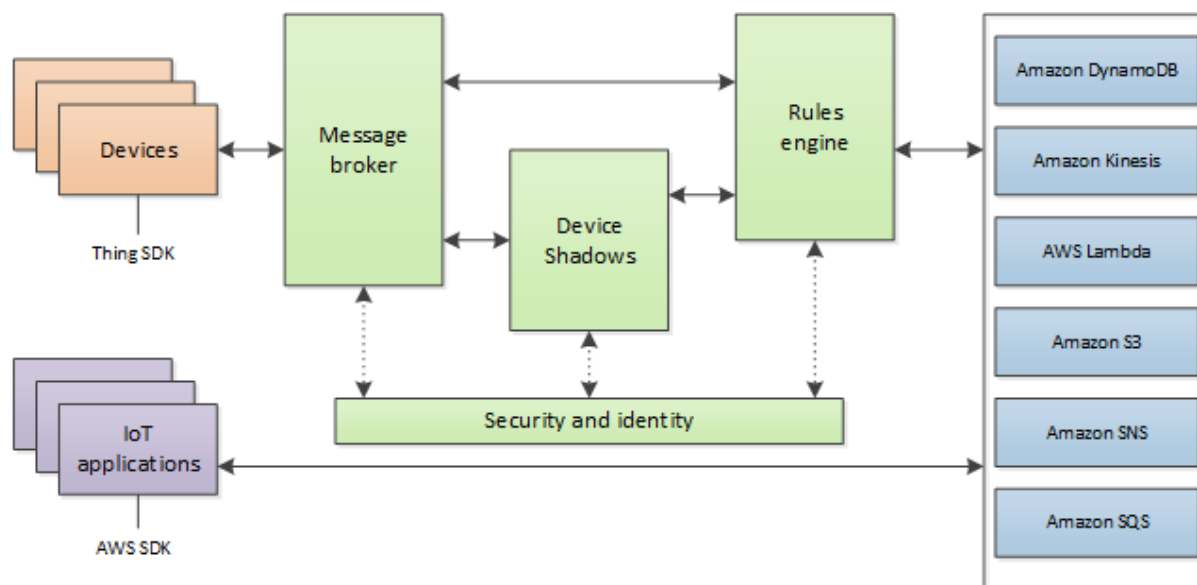 Devices
Thing SDK
Message
broker
Device
Shadows
Rules
engine
Security and identity
IoT
applications
AWS SDK
Amazon DynamoDB
Amazon Kinesis
AWS Lambda
Amazon S3
Amazon SNS
Amazon SQS